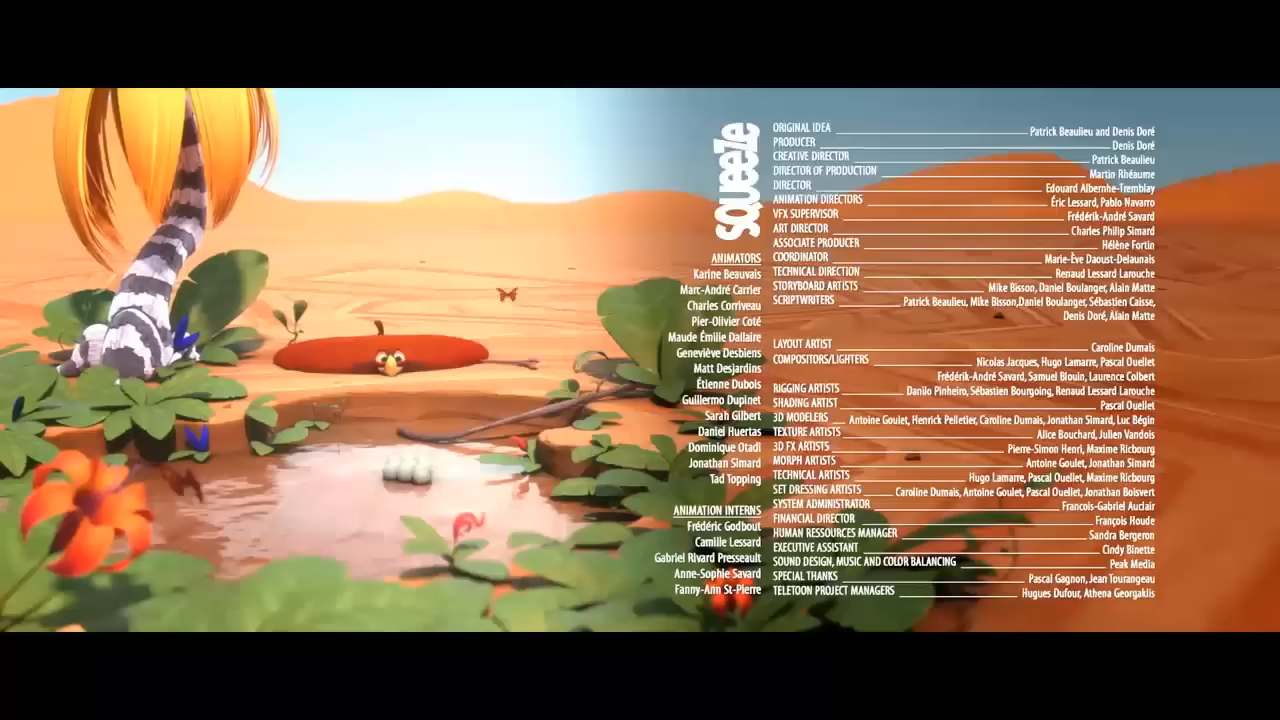 squeeze
ANIMATORS
Karine Beauvais
Marc-André Carrier
Charles Corriveau
Pier-Olivier Coté
Maude Émilie Dallaire
Geneviève Desbiens
Matt Desjardins
Étienne Dubois
Guillermo Dupinet
Sarah Gilbert
Daniel Huertas
Dominique Otadi
Jonathan Simard
Tad Topping
ANIMATION INTERNS
Frédéric Godbout
Camille Lessard
Gabriel Rivard Presseault
Anne-Sophie Savard
Fanny-Ann St-Pierre
ORIGINAL IDEA Patrick Beaulieu and Denis Doré
PRODUCER Denis Doré
CREATIVE DIRECTOR Patrick Beaulieu
DIRECTOR OF PRODUCTION Martin Rhéaume
DIRECTOR Edouard Albernhe-Tremblay
ANIMATION DIRECTORS Éric Lessard, Pablo Navarro
VFX SUPERVISOR Frédérik-André Savard
ART DIRECTOR Charles Philip Simard
ASSOCIATE PRODUCER Hélène Fortin
COORDINATOR Marie-Ève Daoust-Delaunais
TECHNICAL DIRECTION Renaud Lessard Larouche
STORYBOARD ARTISTS Mike Bisson, Daniel Boulanger, Alain Matte
SCRIPTWRITERS Patrick Beaulieu, Mike Bisson,Daniel Boulanger, Sébastien Caisse,
Denis Doré, Alain Matte
LAYOUT ARTIST Caroline Dumais
COMPOSITORS/LIGHTERS Nicolas Jacques, Hugo Lamarre, Pascal Ouellet
Frédérik-André Savard, Samuel Blouin, Laurence Colbert
RIGGING ARTISTS Danilo Pinheiro, Sébastien Bourgoing, Renaud Lessard Larouche
SHADING ARTIST Pascal Ouellet
3D MODELERS Antoine Goulet, Henrick Pelletier, Caroline Dumais, Jonathan Simard, Luc Bégin
TEXTURE ARTISTS Alice Bouchard, Julien Vandois
3D FX ARTISTS Pierre-Simon Henri, Maxime Ricbourg
MORPH ARTISTS Antoine Goulet, Jonathan Simard
TECHNICAL ARTISTS Hugo Lamarre, Pascal Ouellet, Maxime Ricbourg
SET DRESSING ARTISTS Caroline Dumais, Antoine Goulet, Pascal Ouellet, Jonathan Boisvert
SYSTEM ADMINISTRATOR Francois-Gabriel Auclair
FINANCIAL DIRECTOR François Houde
HUMAN RESSOURCES MANAGER Sandra Bergeron
EXECUTIVE ASSISTANT Cindy Binette
SOUND DESIGN, MUSIC AND COLOR BALANCING Peak Media
SPECIAL THANKS Pascal Gagnon, Jean Tourangeau
TELETOON PROJECT MANAGERS Hugues Dufour, Athena Georgaklis